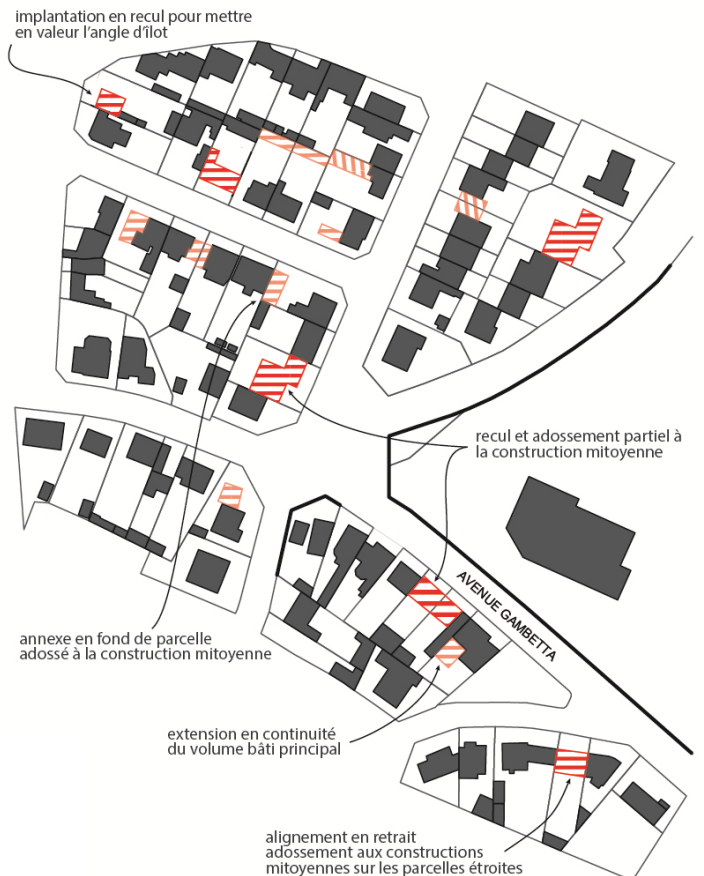 implantation en recul pour mettre
en valeur l'angle d'îlot
recul et adossement partiel à
la construction mitoyenne
AVENUE GAMBETTA
annexe en fond de parcelle
adossé à la construction mitoyenne
extension en continuité
du volume bâti principal
alignement en retrait
adossement aux constructions
mitoyennes sur les parcelles étroites